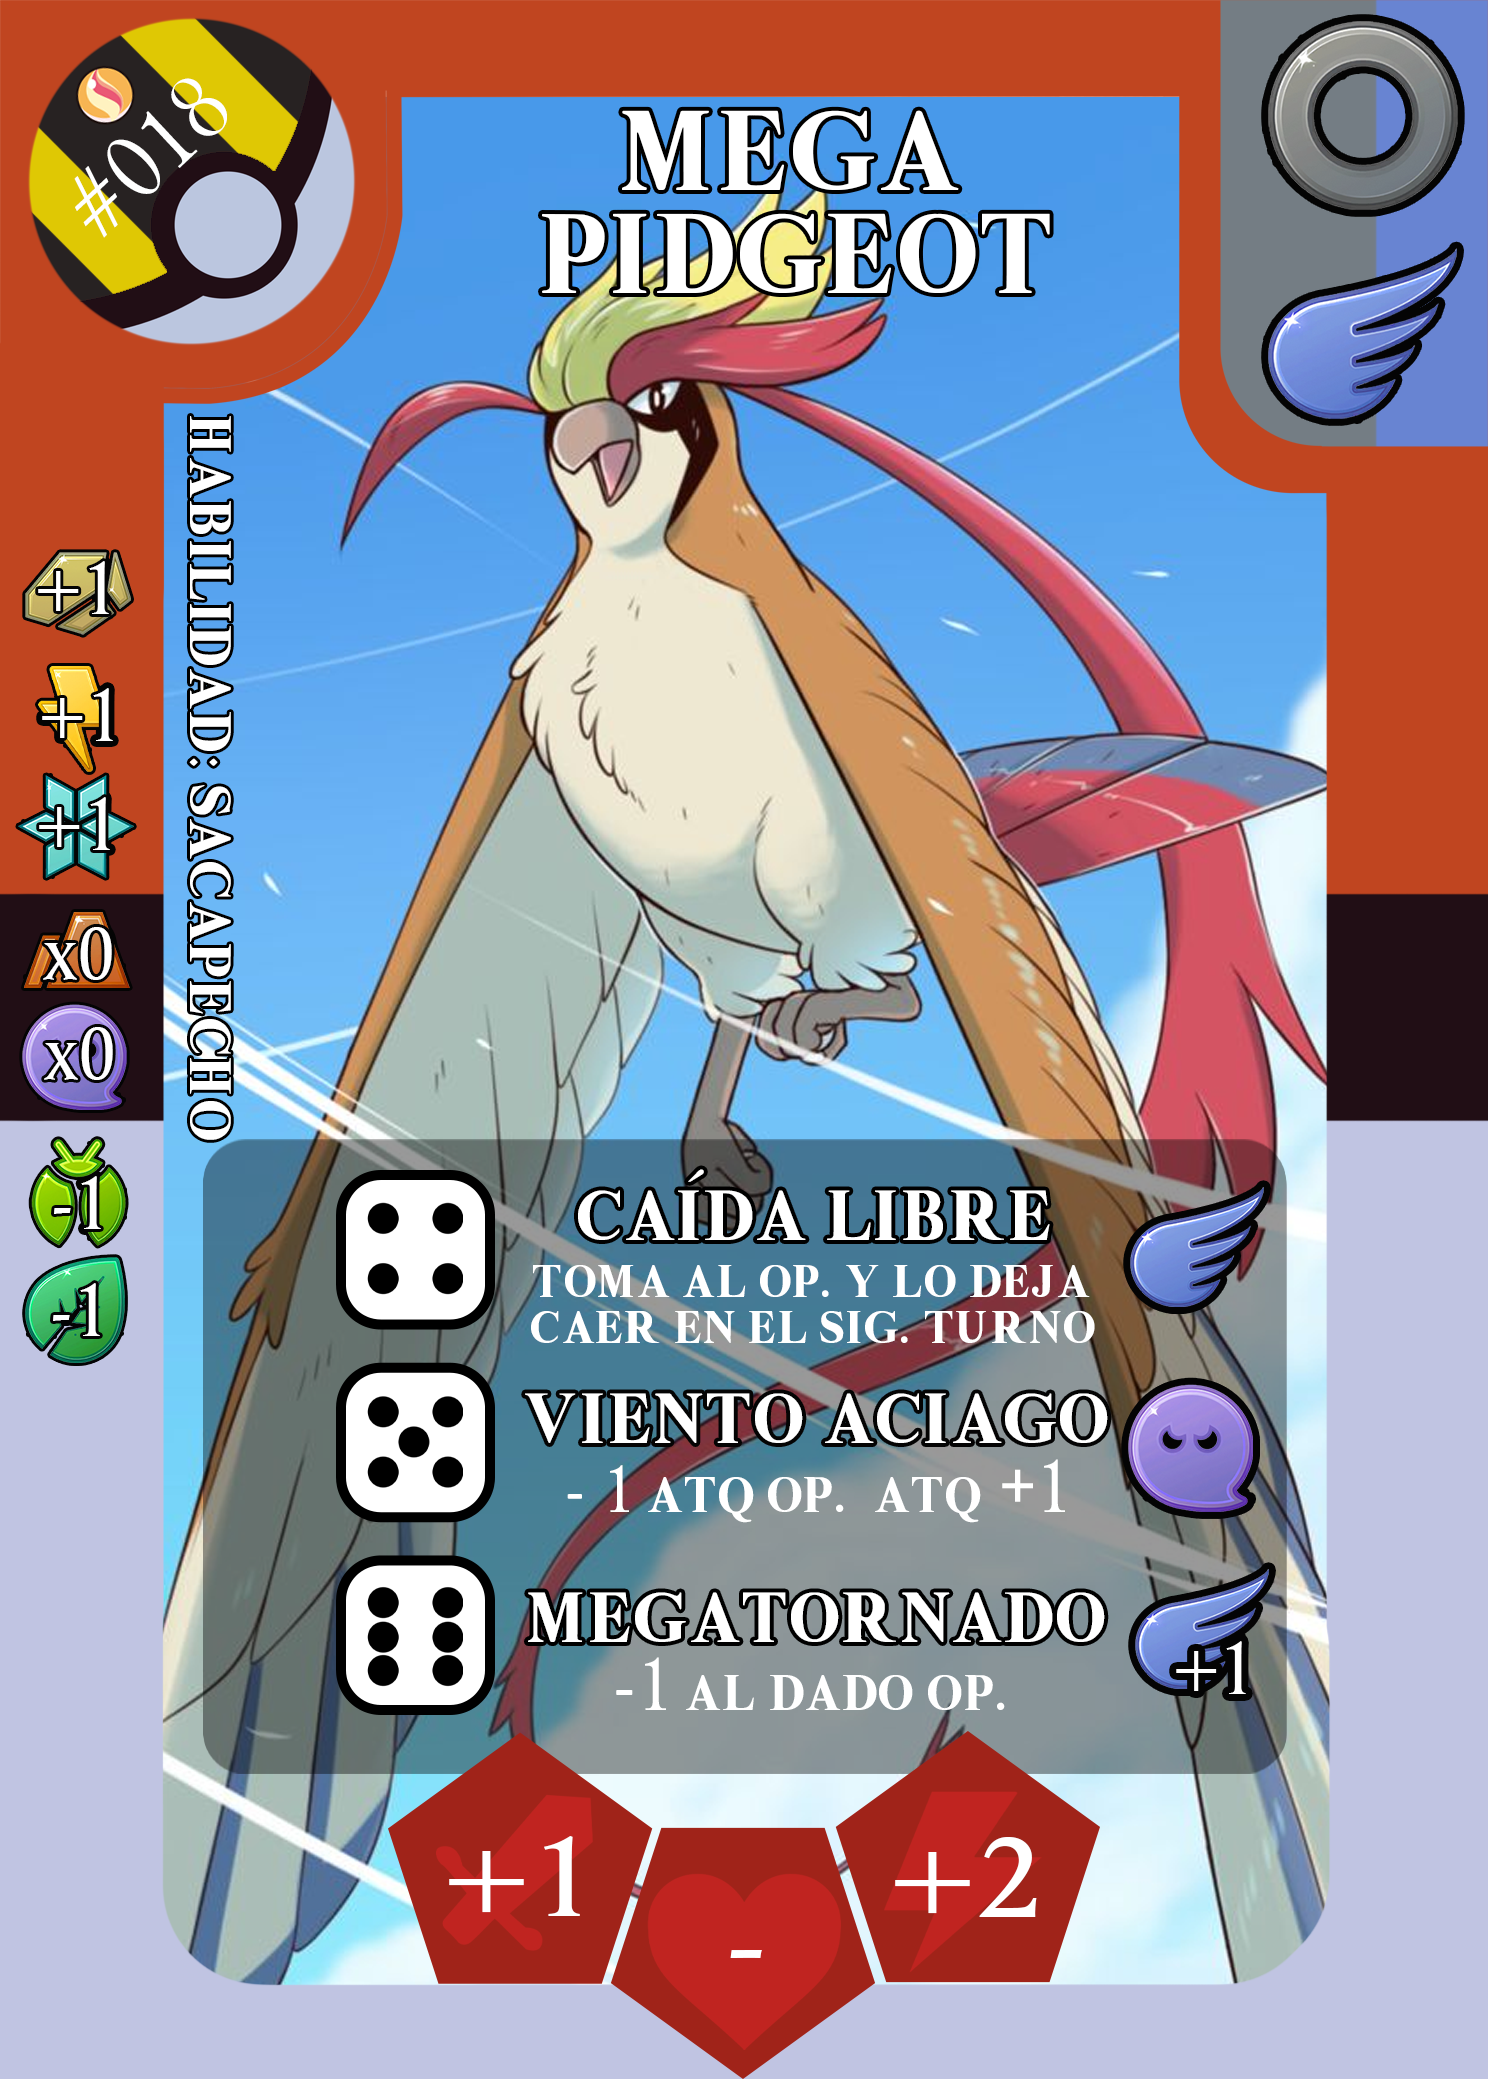 #018
MEGA
PIDGEOT
HABILIDAD: SACAPECHO
+1
+1
+1
x0
x0
-1
-1
CAÍDA LIBRE
TOMA AL OP. Y LO DEJA
CAER EN EL SIG. TURNO
VIENTO ACIAGO
- 1 ATQ OP. ATQ +1
MEGATORNADO
+1
-1 AL DADO OP.
+1
-
+2